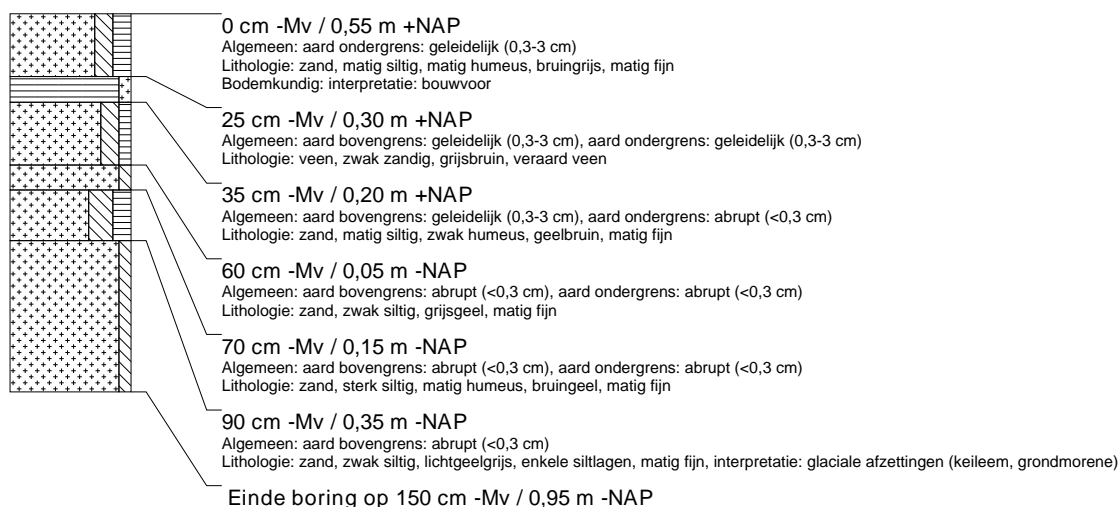 0 cm -Mv / 0,55 m +NAP
Algemeen: aard ondergrens: geleidelijk (0,3-3 cm)
Lithologie: zand, matig siltig, matig humeus, bruingrijs, matig fijn
Bodemkundig: interpretatie: bouwvoor
25 cm -Mv / 0,30 m +NAP
Algemeen: aard bovengrens: geleidelijk (0,3-3 cm), aard ondergrens: geleidelijk (0,3-3 cm)
Lithologie: veen, zwak zandig, grijsbruin, veraard veen
35 cm -Mv / 0,20 m +NAP
Algemeen: aard bovengrens: geleidelijk (0,3-3 cm), aard ondergrens: abrupt (<0,3 cm)
Lithologie: zand, matig siltig, zwak humeus, geelbruin, matig fijn
60 cm -Mv / 0,05 m -NAP
Algemeen: aard bovengrens: abrupt (<0,3 cm), aard ondergrens: abrupt (<0,3 cm)
Lithologie: zand, zwak siltig, grijsgeel, matig fijn
70 cm -Mv / 0,15 m -NAP
Algemeen: aard bovengrens: abrupt (<0,3 cm), aard ondergrens: abrupt (<0,3 cm)
Lithologie: zand, sterk siltig, matig humeus, bruingeel, matig fijn
90 cm -Mv / 0,35 m -NAP
Algemeen: aard bovengrens: abrupt (<0,3 cm)
Lithologie: zand, zwak siltig, lichtgeelgrijs, enkele siltlagen, matig fijn, interpretatie: glaciale afzettingen (keileem, grondmorene)
Einde boring op 150 cm -Mv / 0,95 m -NAP